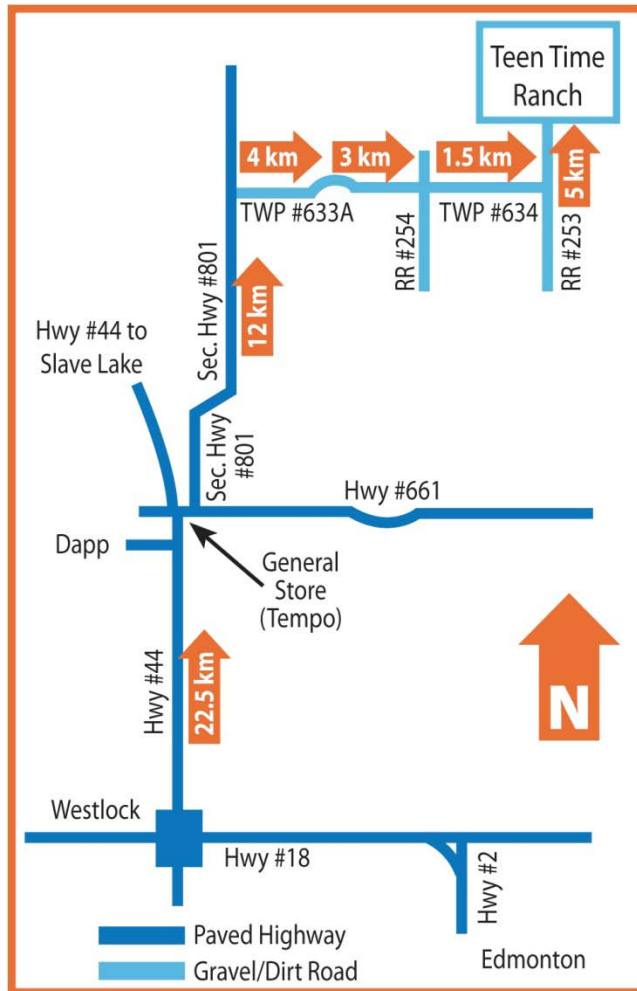 Teen Time
Ranch
4 km
3 km
1.5 km
5 km
TWP #633A
TWP #634
RR #254
RR #253
Sec. Hwy #801
12 km
Hwy #44 to
Slave Lake
Sec. Hwy
#801
Hwy #661
Dapp
General
Store
(Tempo)
Hwy #44
22.5 km
N
Westlock
Hwy #18
Hwy #2
Edmonton
Paved Highway
Gravel/Dirt Road